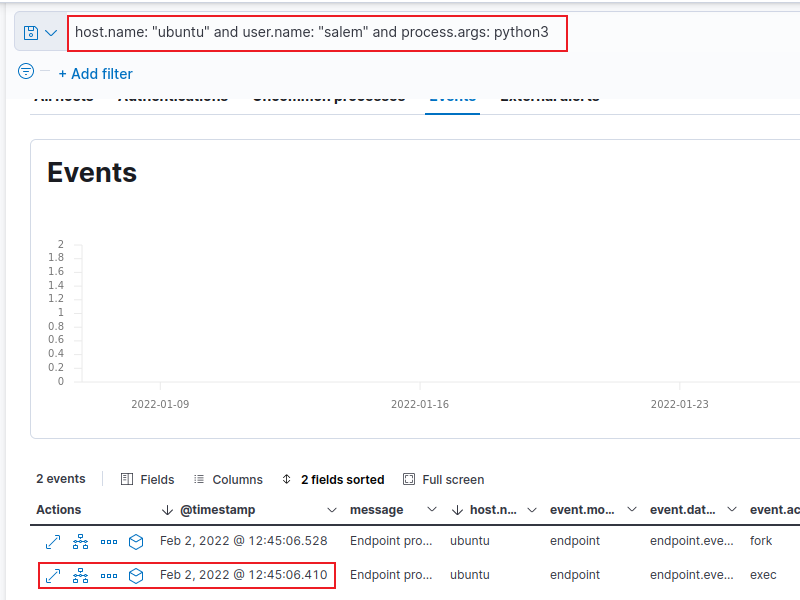 host.name: "ubuntu" and user.name: "salem" and process.args: python3
+ Add filter
All hosts Authentications Uncommon processes Events External alerts
Events
2
1.8
1.6
1.4
1.2
1
0.8
0.6
0.4
0.2
0
2022-01-09 2022-01-16 2022-01-23
2 events Fields Columns 2 fields sorted Full screen
Actions @timestamp message host.n... event.mo... event.dat... event.ac
Feb 2, 2022 @ 12:45:06.528 Endpoint pro... ubuntu endpoint endpoint.eve... fork
Feb 2, 2022 @ 12:45:06.410 Endpoint pro... ubuntu endpoint endpoint.eve... exec